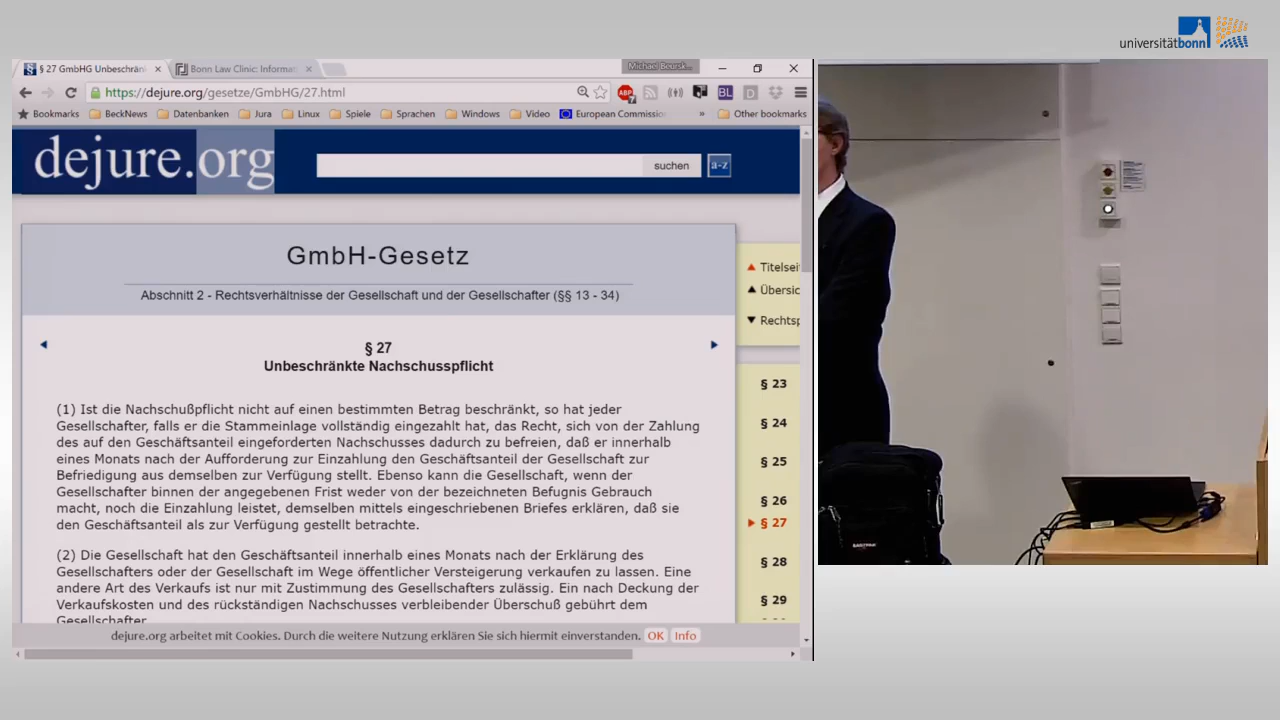 universitätbonn
§ 27 GmbHG Unbeschrän
Bonn Law Clinic: Informat
Michael Beursk...
https://dejure.org/gesetze/GmbHG/27.html
ABP
7
BL
D
Bookmarks BeckNews Datenbanken Jura Linux Spiele Sprachen Windows Video European Commissio » Other bookmarks
dejure.org
suchen
a-z
GmbH-Gesetz
Abschnitt 2 - Rechtsverhältnisse der Gesellschaft und der Gesellschafter (§§ 13 - 34)
Titelsei
Übersic
Rechtsp
§ 27
Unbeschränkte Nachschusspflicht
(1) Ist die Nachschußpflicht nicht auf einen bestimmten Betrag beschränkt, so hat jeder
Gesellschafter, falls er die Stammeinlage vollständig eingezahlt hat, das Recht, sich von der Zahlung
des auf den Geschäftsanteil eingeforderten Nachschusses dadurch zu befreien, daß er innerhalb
eines Monats nach der Aufforderung zur Einzahlung den Geschäftsanteil der Gesellschaft zur
Befriedigung aus demselben zur Verfügung stellt. Ebenso kann die Gesellschaft, wenn der
Gesellschafter binnen der angegebenen Frist weder von der bezeichneten Befugnis Gebrauch
macht, noch die Einzahlung leistet, demselben mittels eingeschriebenen Briefes erklären, daß sie
den Geschäftsanteil als zur Verfügung gestellt betrachte.
(2) Die Gesellschaft hat den Geschäftsanteil innerhalb eines Monats nach der Erklärung des
Gesellschafters oder der Gesellschaft im Wege öffentlicher Versteigerung verkaufen zu lassen. Eine
andere Art des Verkaufs ist nur mit Zustimmung des Gesellschafters zulässig. Ein nach Deckung der
Verkaufskosten und des rückständigen Nachschusses verbleibender Überschuß gebührt dem
Gesellschafter
§ 23
§ 24
§ 25
§ 26
§ 27
§ 28
§ 29
dejure.org arbeitet mit Cookies. Durch die weitere Nutzung erklären Sie sich hiermit einverstanden. OK Info
EASTPAK